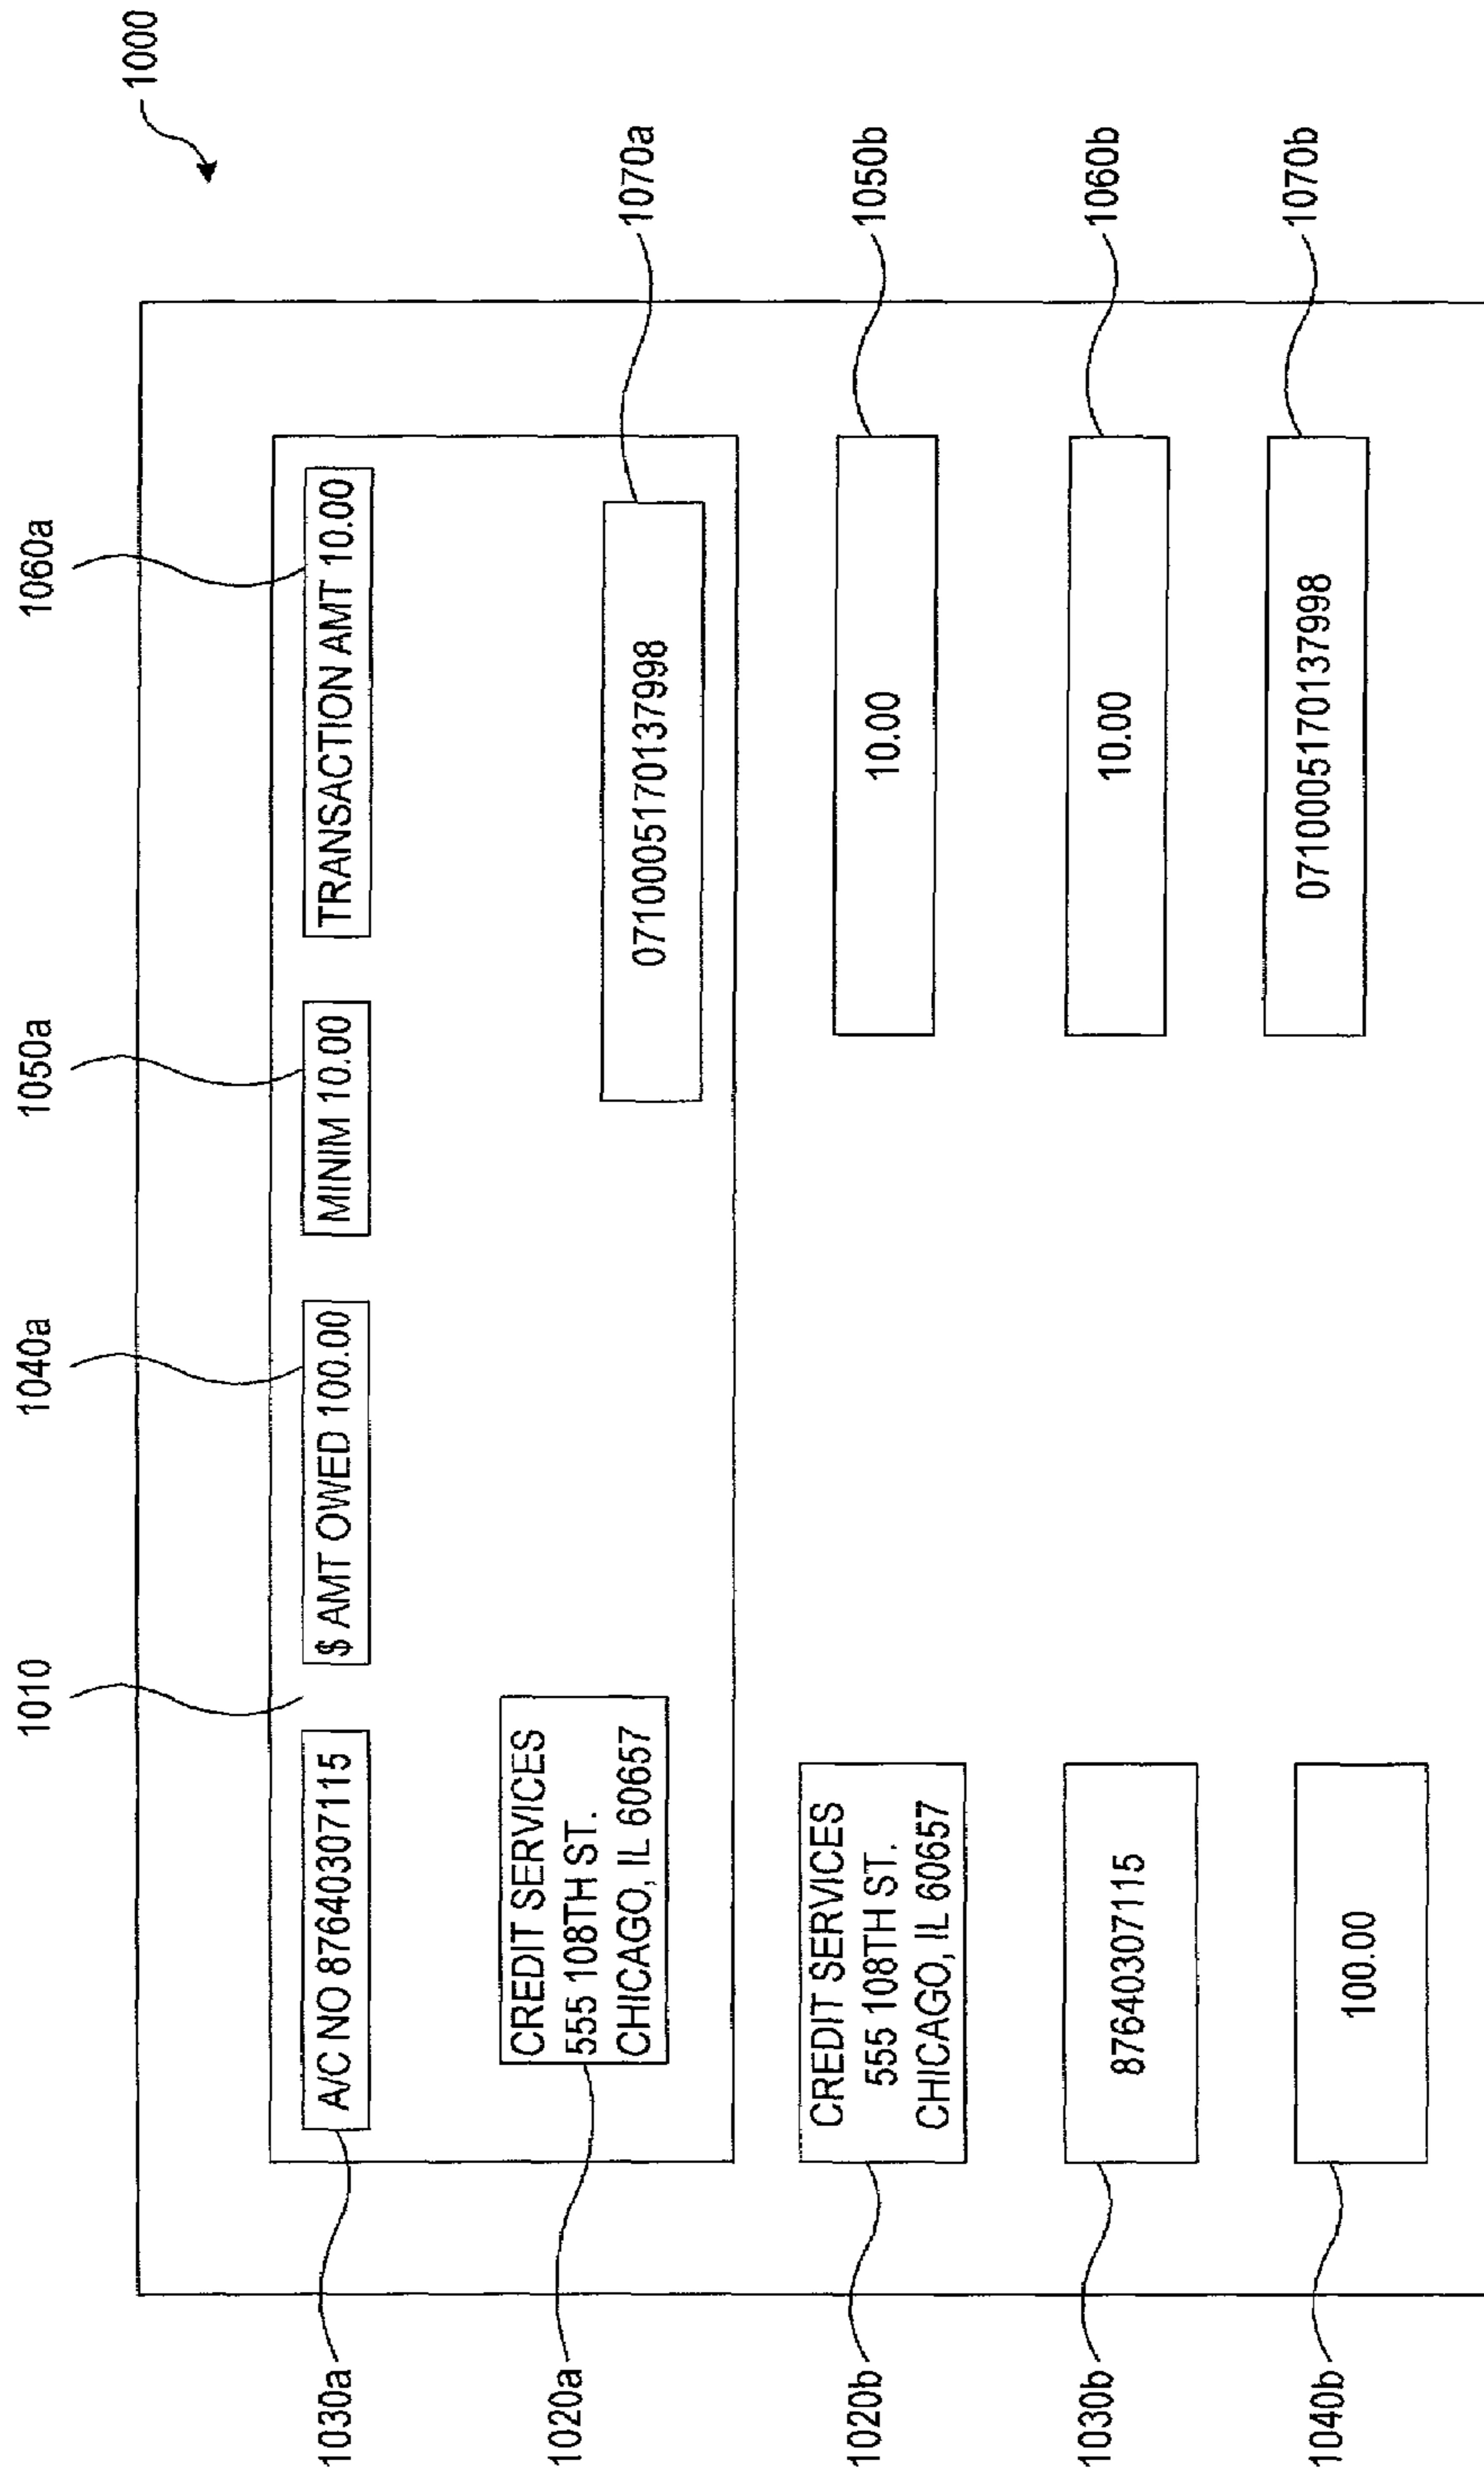 1000
1010
1040a
1050a
1060a
A/C NO 87640307115
$ AMT OWED 100.00
MINIM 10.00
TRANSACTION AMT 10.00
1030a
CREDIT SERVICES
555 108TH ST.
CHICAGO, IL 60657
1020a
0710005170137998
1070a
CREDIT SERVICES
555 108TH ST.
CHICAGO, IL 60657
1020b
10.00
1050b
87640307115
1030b
10.00
1060b
100.00
1040b
0710005170137998
1070b